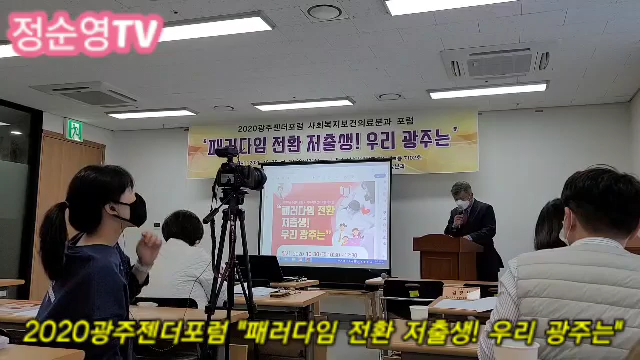 정순영TV
2020광주젠더포럼 사회복지보건의료분과 포럼
'패러다임 전환 저출생! 우리 광주는'
"패러다임 전환
저출생!
우리 광주는"
2020광주젠더포럼 "패러다임 전환 저출생! 우리 광주는"